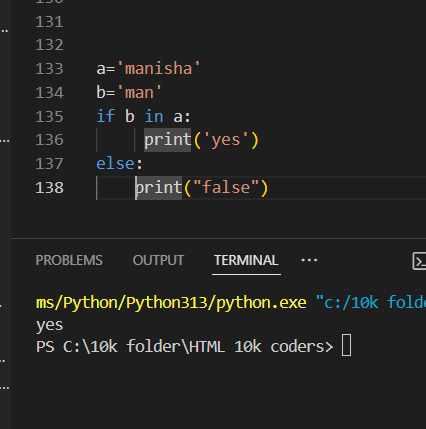 130
131
132
133 a='manisha'
134 b='man'
135 if b in a:
136 print('yes')
137 else:
138 print("false")
PROBLEMS OUTPUT TERMINAL ...
ms/Python/Python313/python.exe "c:/10k folde
yes
PS C:\10k folder\HTML 10k coders>